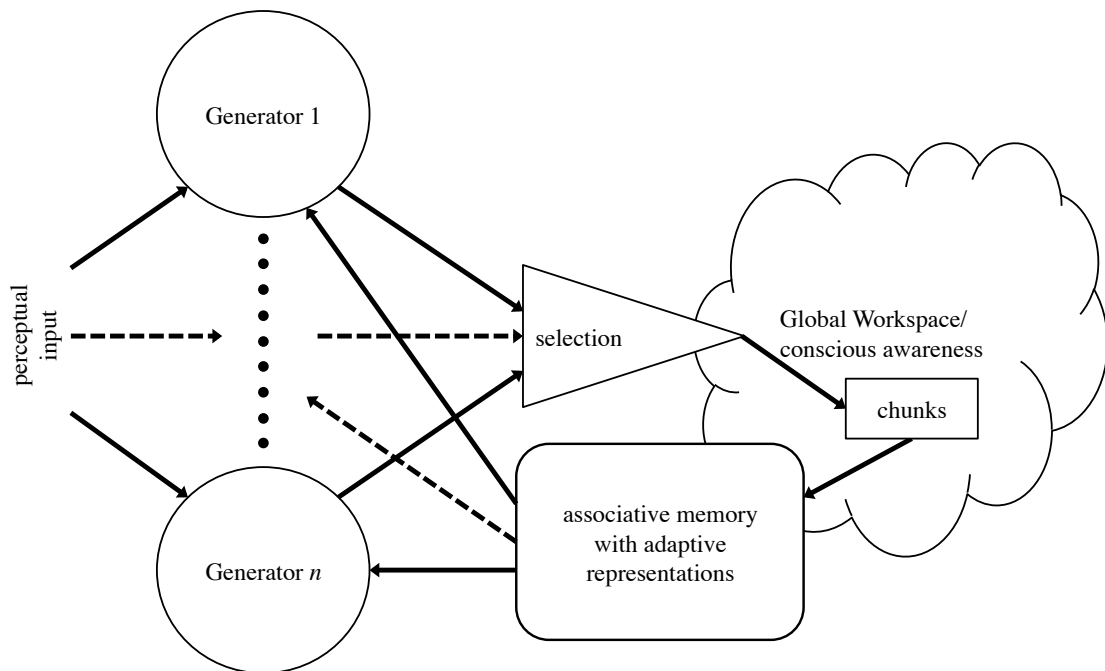 Generator 1
perceptual
input
selection
Global Workspace/
conscious awareness
chunks
associative memory
with adaptive
representations
Generator n